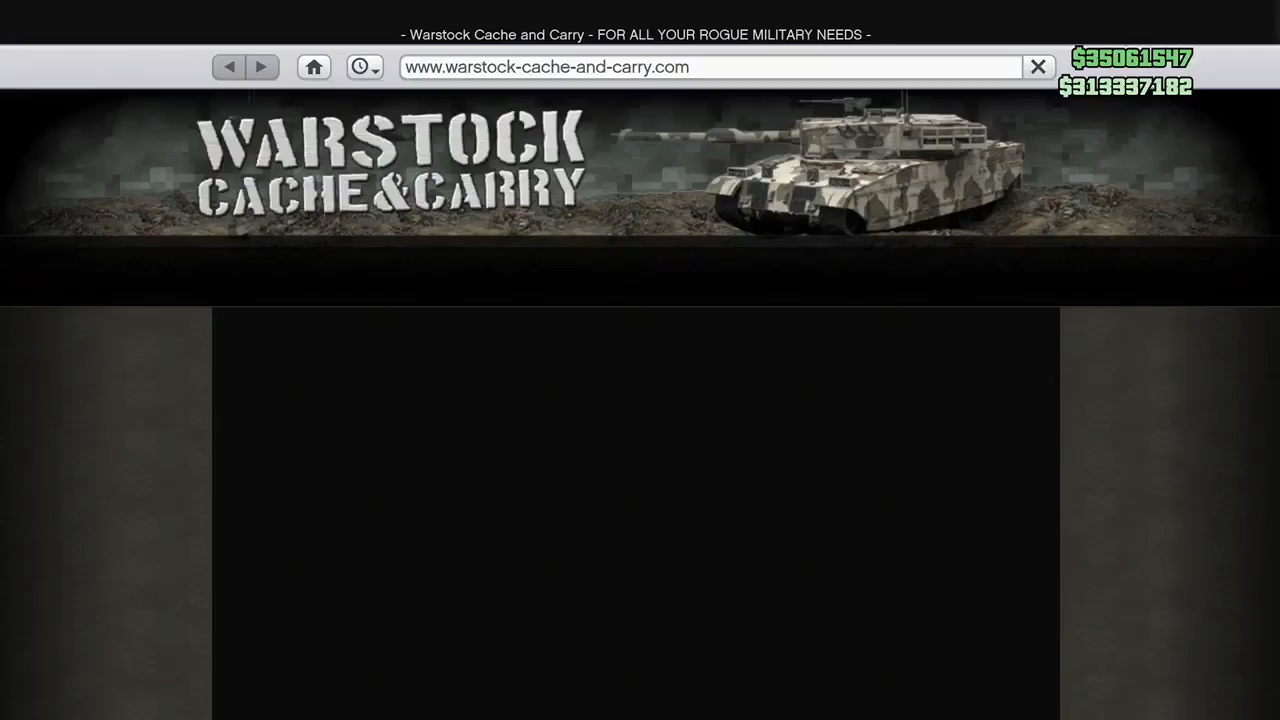 - Warstock Cache and Carry - FOR ALL YOUR ROGUE MILITARY NEEDS -
www.warstock-cache-and-carry.com
$35061547
$313337182
WARSTOCK
CACHE&CARRY